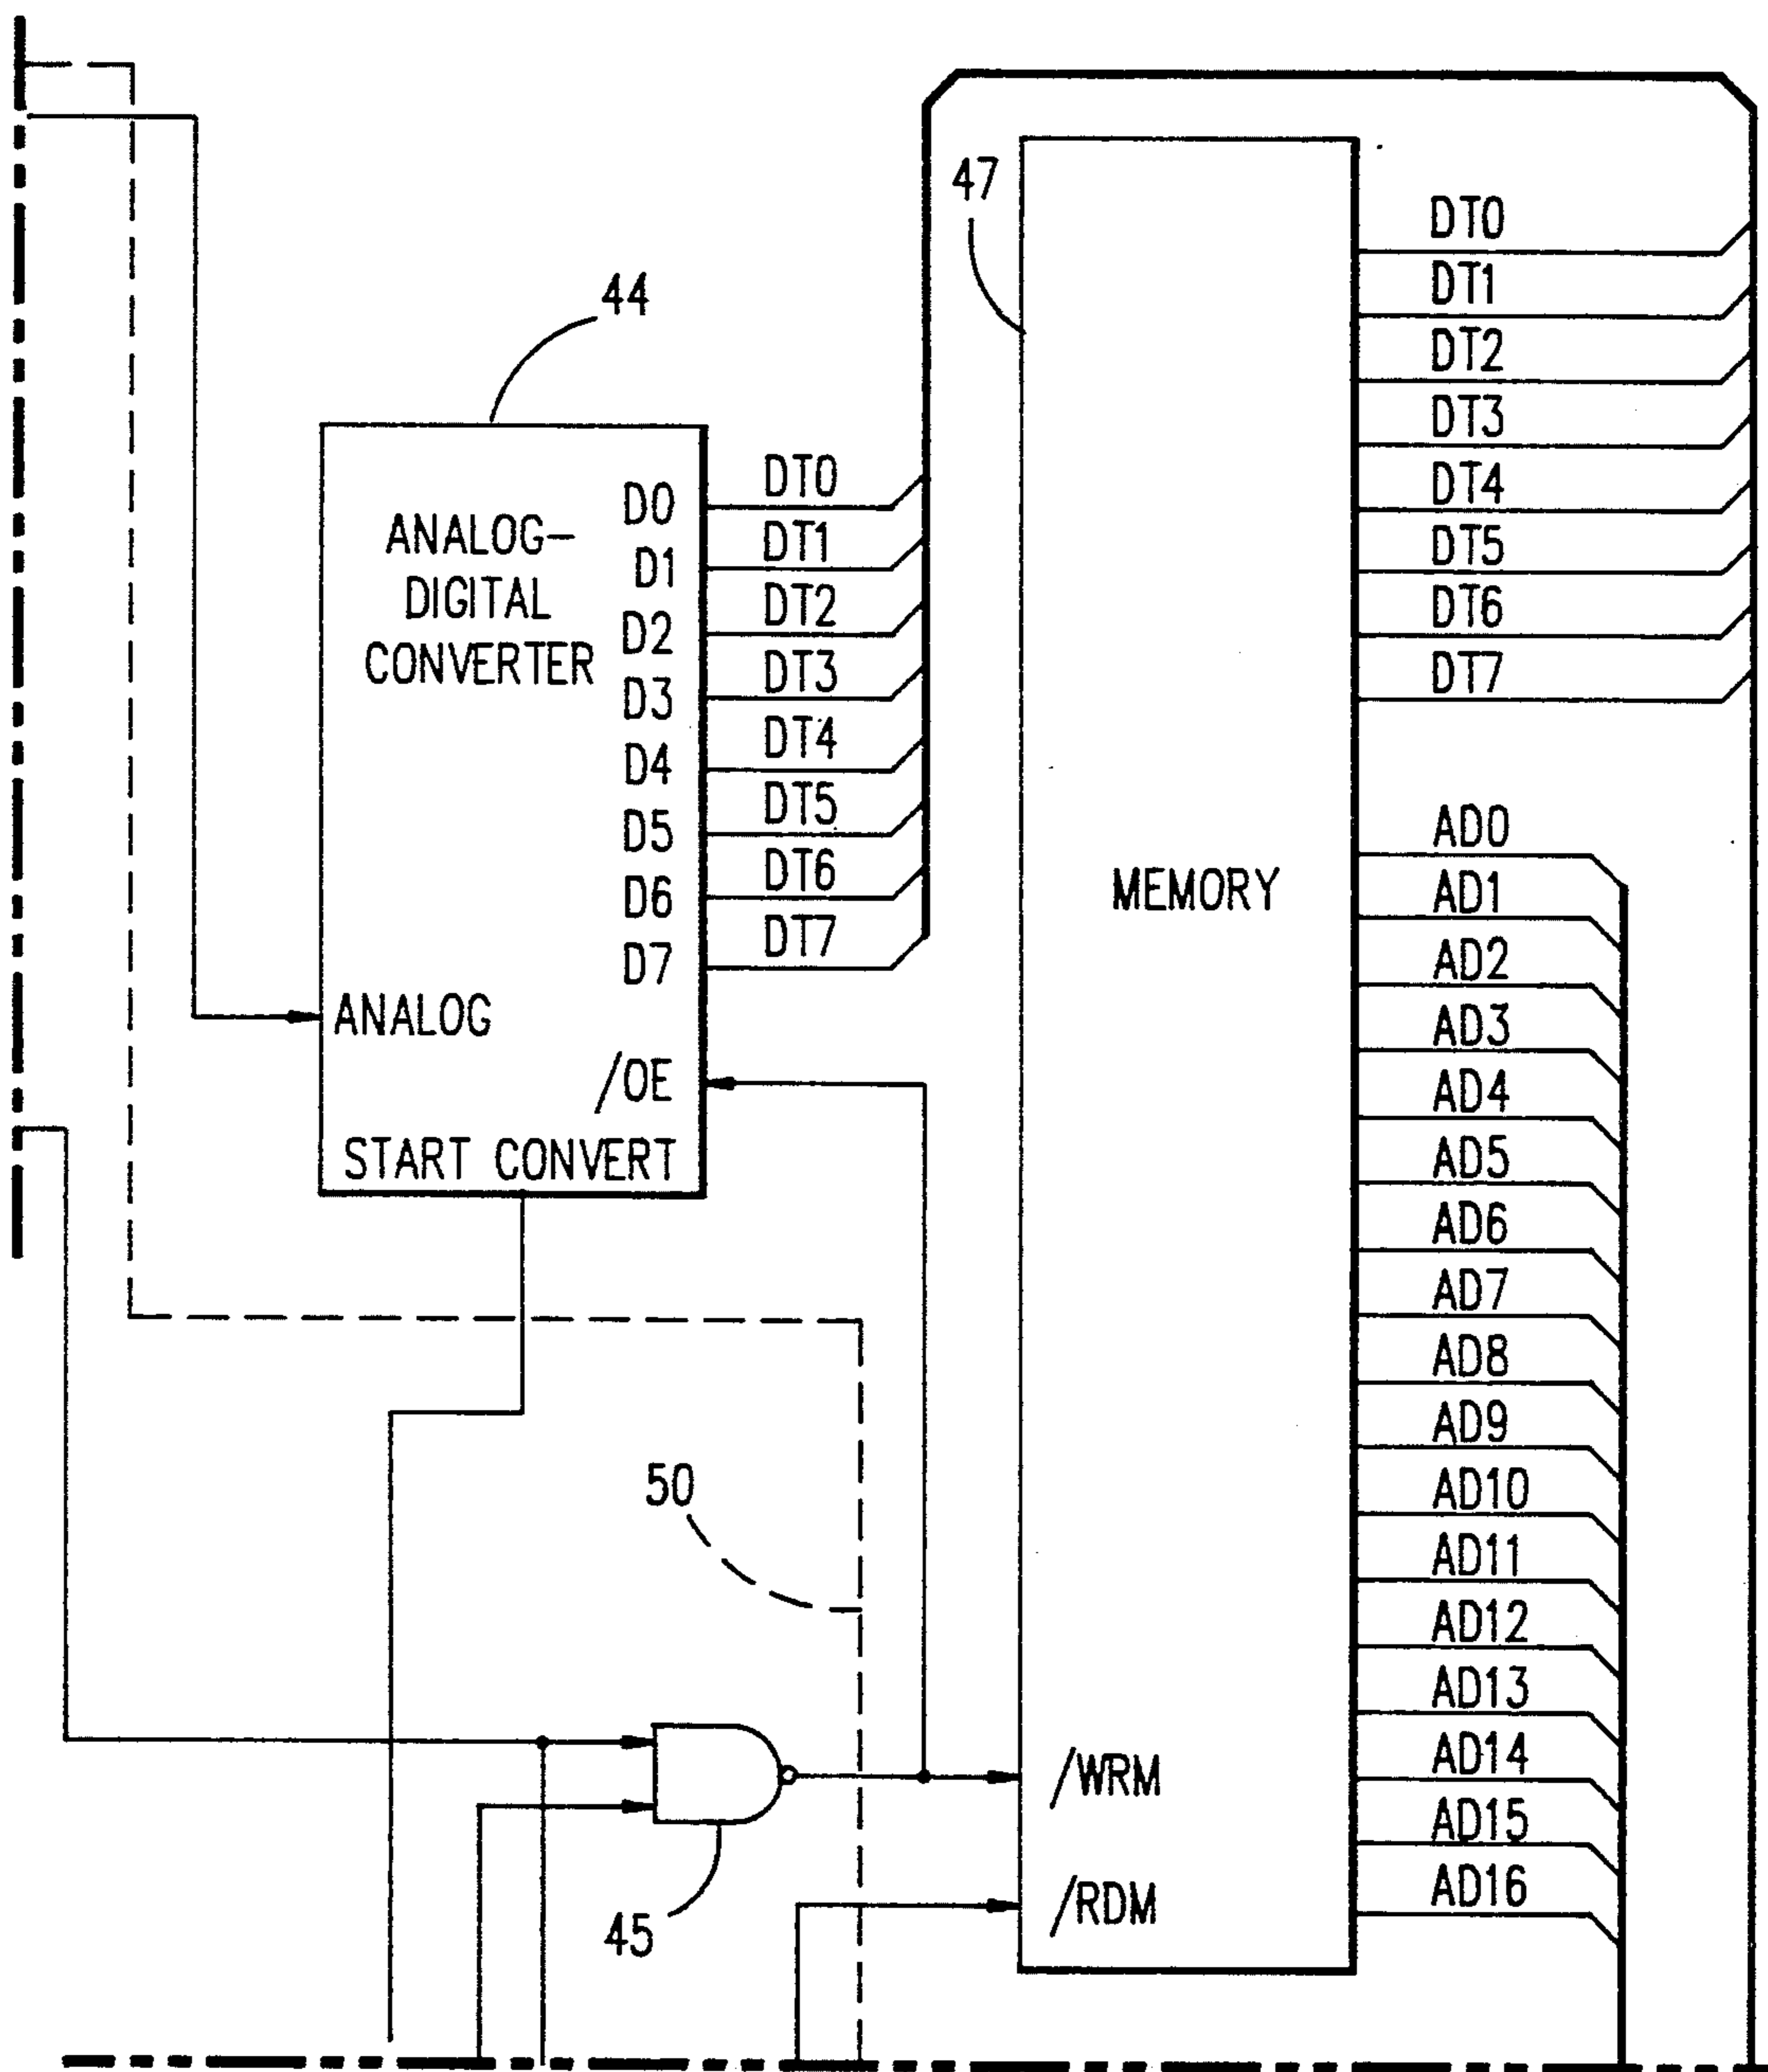 47
DT0
DT1
DT2
DT3
DT4
DT5
DT6
DT7
44
ANALOG-
DIGITAL
CONVERTER
D0
D1
D2
D3
D4
D5
D6
D7
DT0
DT1
DT2
DT3
DT4
DT5
DT6
DT7
ANALOG
/OE
START CONVERT
MEMORY
AD0
AD1
AD2
AD3
AD4
AD5
AD6
AD7
AD8
AD9
AD10
AD11
AD12
AD13
AD14
AD15
AD16
50
45
/WRM
/RDM